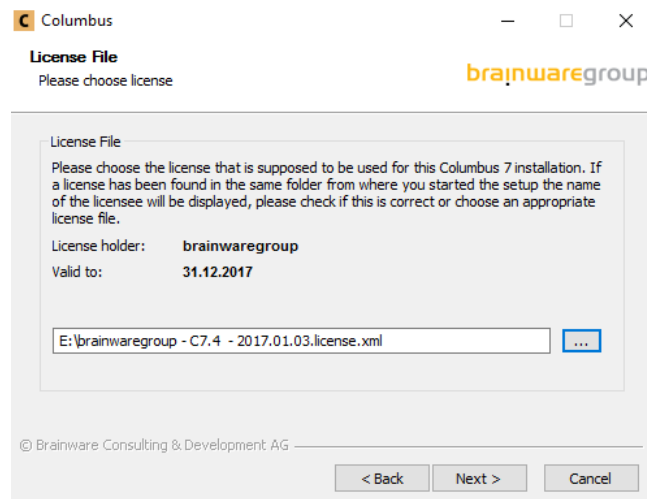 C Columbus
License File
Please choose license
brainwaregroup
License File
Please choose the license that is supposed to be used for this Columbus 7 installation. If
a license has been found in the same folder from where you started the setup the name
of the licensee will be displayed, please check if this is correct or choose an appropriate
license file.
License holder: brainwaregroup
Valid to: 31.12.2017
E:\brainwaregroup - C7.4  - 2017.01.03.license.xml ...
© Brainware Consulting & Development AG
< Back Next > Cancel